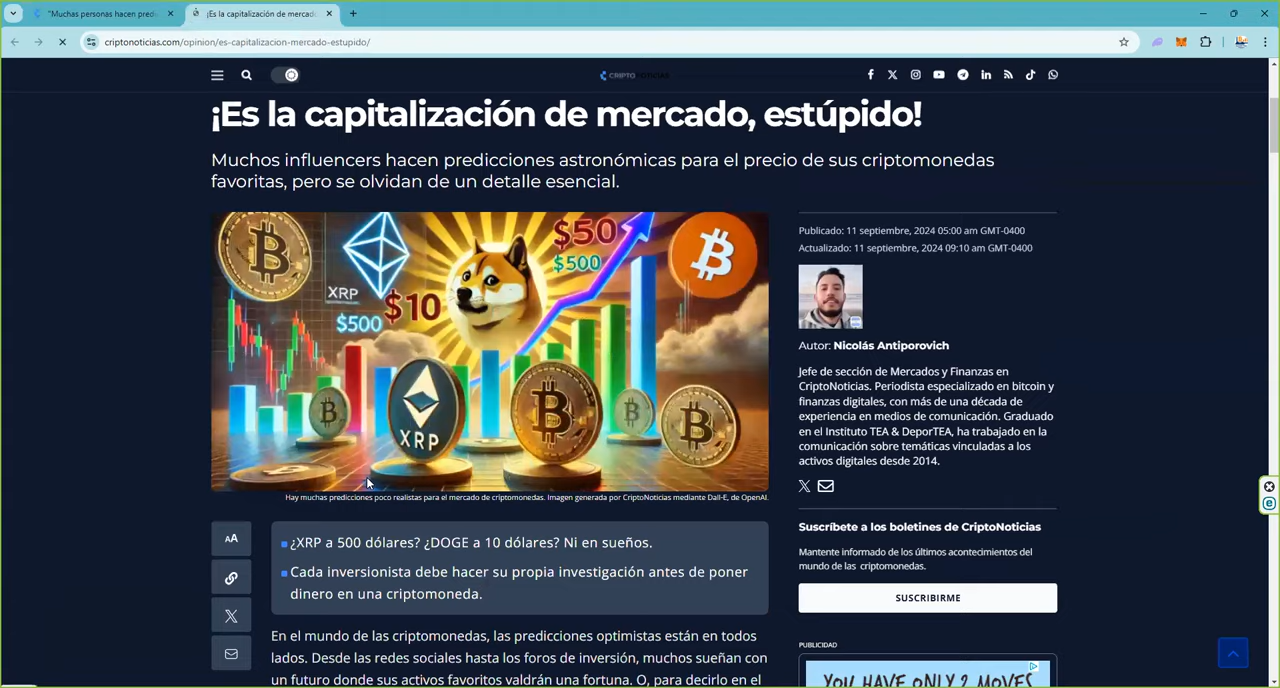 "Muchas personas hacen predi
¡Es la capitalización de mercado
criptonoticias.com/opinion/es-capitalizacion-mercado-estupido/
CRIPTONOTICIAS
¡Es la capitalización de mercado, estúpido!
Muchos influencers hacen predicciones astronómicas para el precio de sus criptomonedas
favoritas, pero se olvidan de un detalle esencial.
$50
$500
XRP
$10
$500
XRP
Hay muchas predicciones poco realistas para el mercado de criptomonedas. Imagen generada por CriptoNoticias mediante Dall-E, de OpenAI.
AA
¿XRP a 500 dólares? ¿DOGE a 10 dólares? Ni en sueños.
Cada inversionista debe hacer su propia investigación antes de poner
dinero en una criptomoneda.
En el mundo de las criptomonedas, las predicciones optimistas están en todos
lados. Desde las redes sociales hasta los foros de inversión, muchos sueñan con
un futuro donde sus activos favoritos valdrán una fortuna. O, para decirlo en el
Publicado: 11 septiembre, 2024 05:00 am GMT-0400
Actualizado: 11 septiembre, 2024 09:10 am GMT-0400
Autor: Nicolás Antiporovich
Jefe de sección de Mercados y Finanzas en
CriptoNoticias. Periodista especializado en bitcoin y
finanzas digitales, con más de una década de
experiencia en medios de comunicación. Graduado
en el Instituto TEA & DeporTEA, ha trabajado en la
comunicación sobre temáticas vinculadas a los
activos digitales desde 2014.
Suscríbete a los boletines de CriptoNoticias
Mantente informado de los últimos acontecimientos del
mundo de las criptomonedas.
SUSCRIBIRME
PUBLICIDAD
YOU HAVE ONLY 2 MOVES